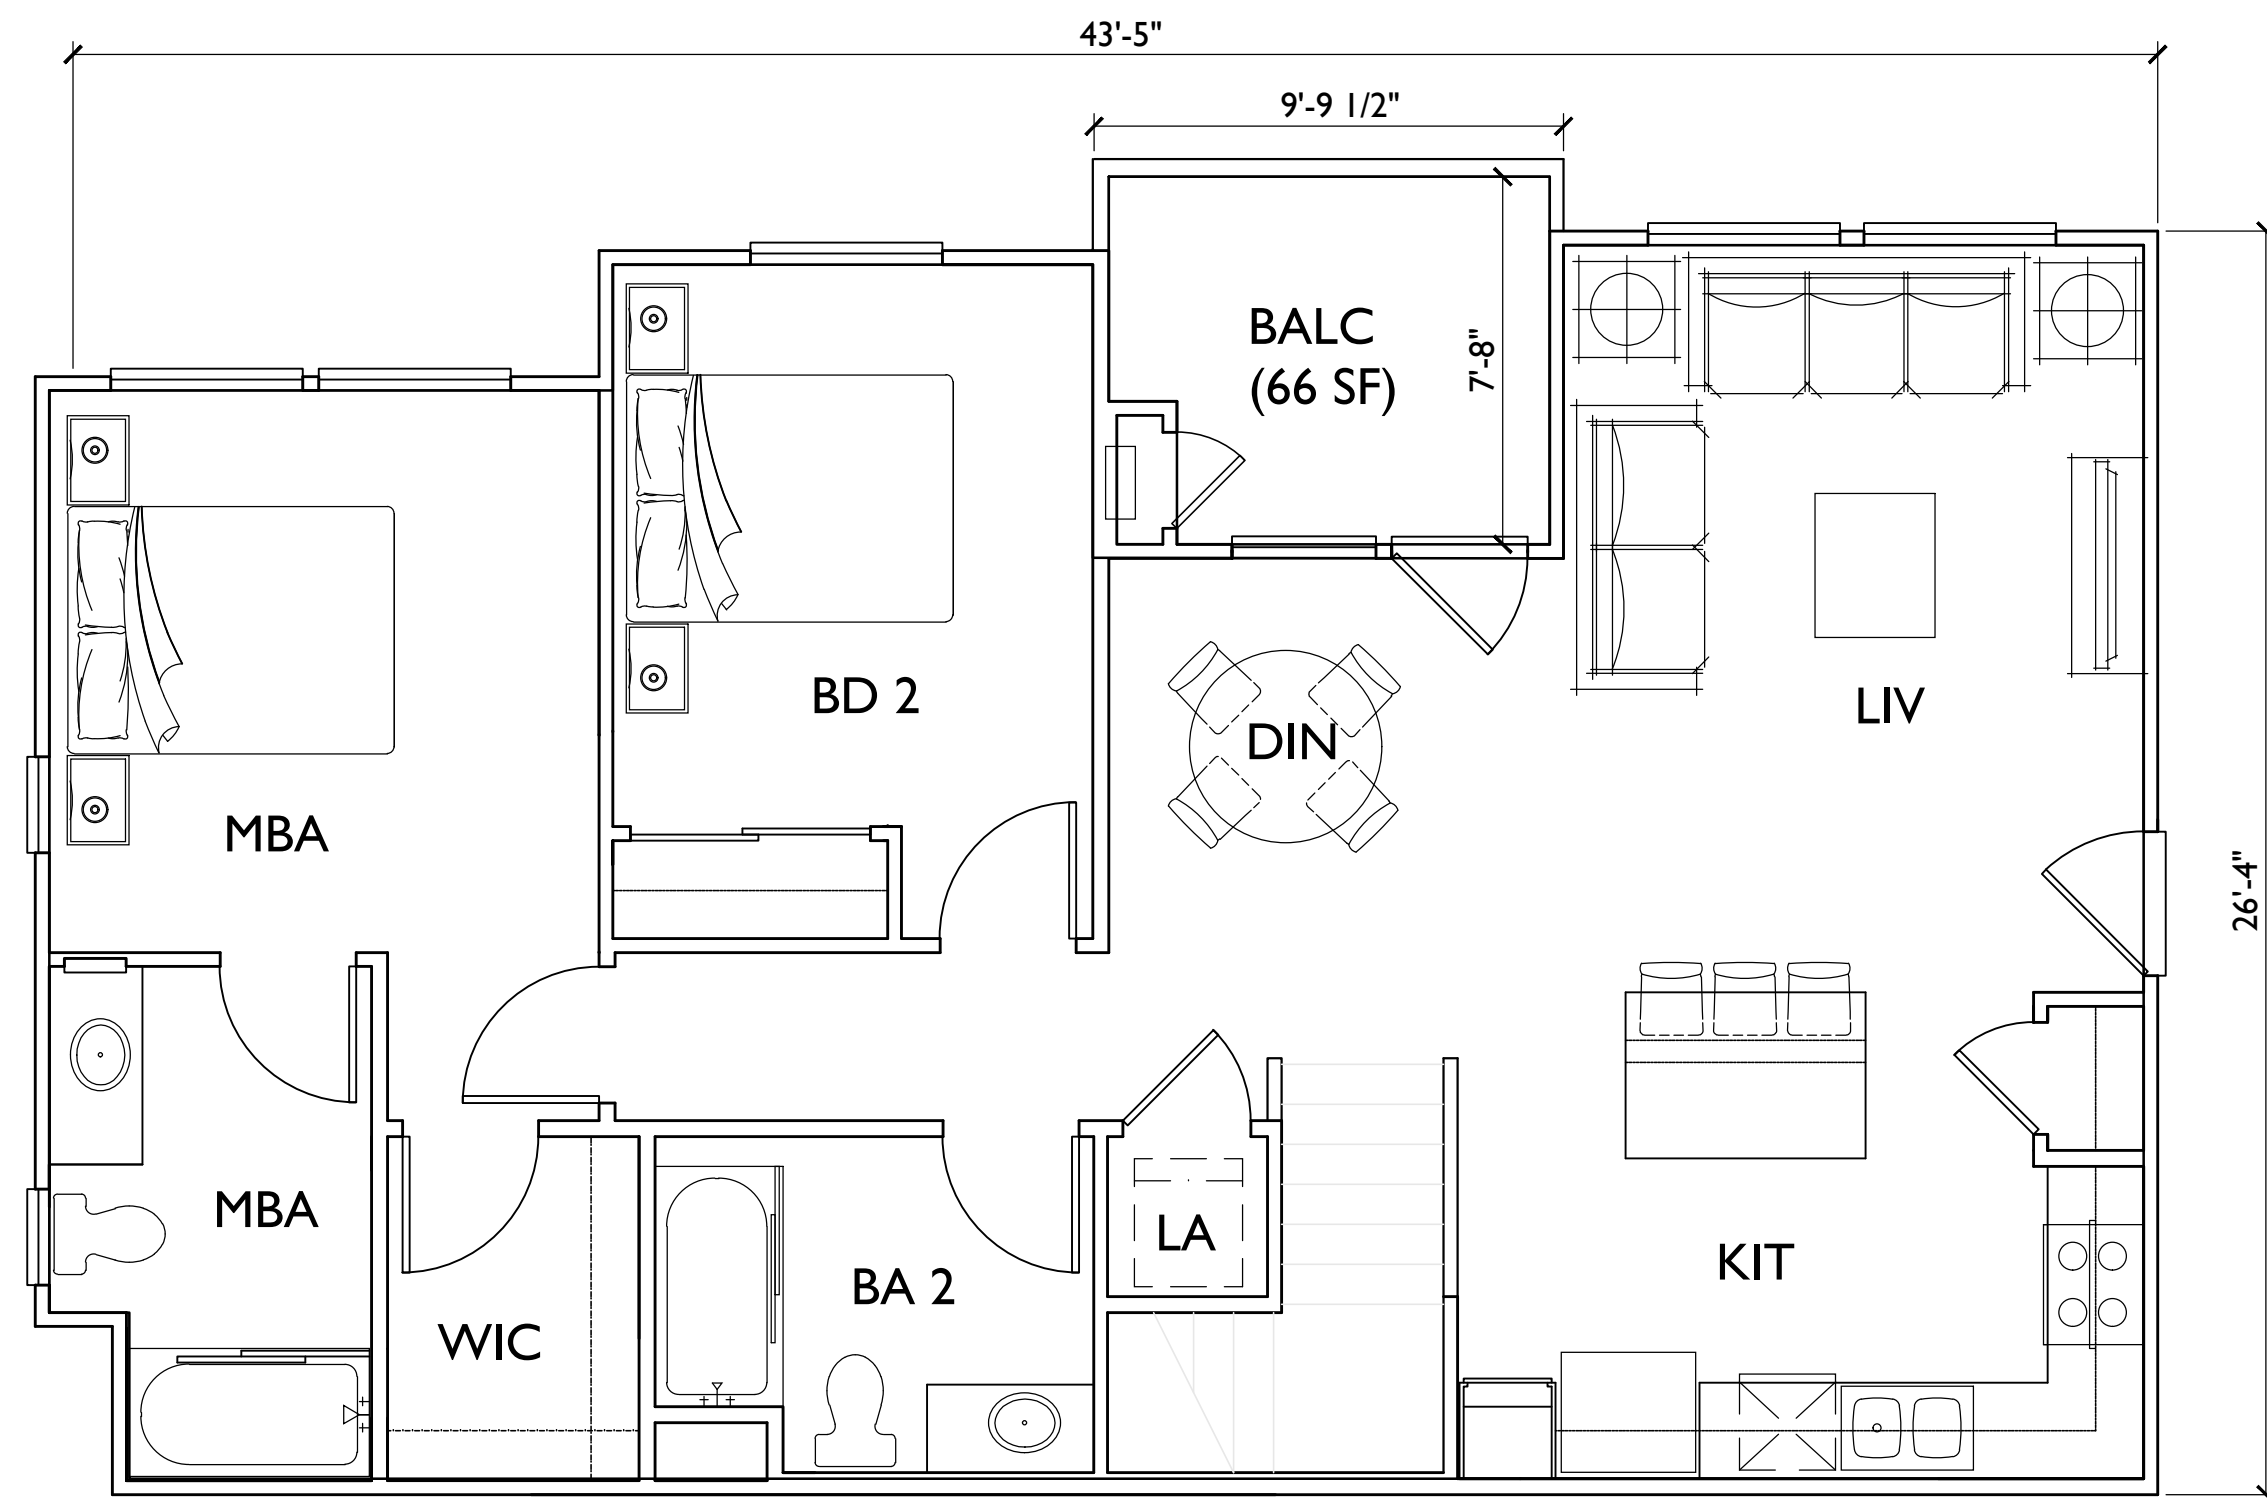 43'-5"
9'-9 1/2"
BALC
(66 SF)
7'-8"
BD 2
LIV
DIN
MBA
26'-4"
MBA
LA
KIT
BA 2
WIC